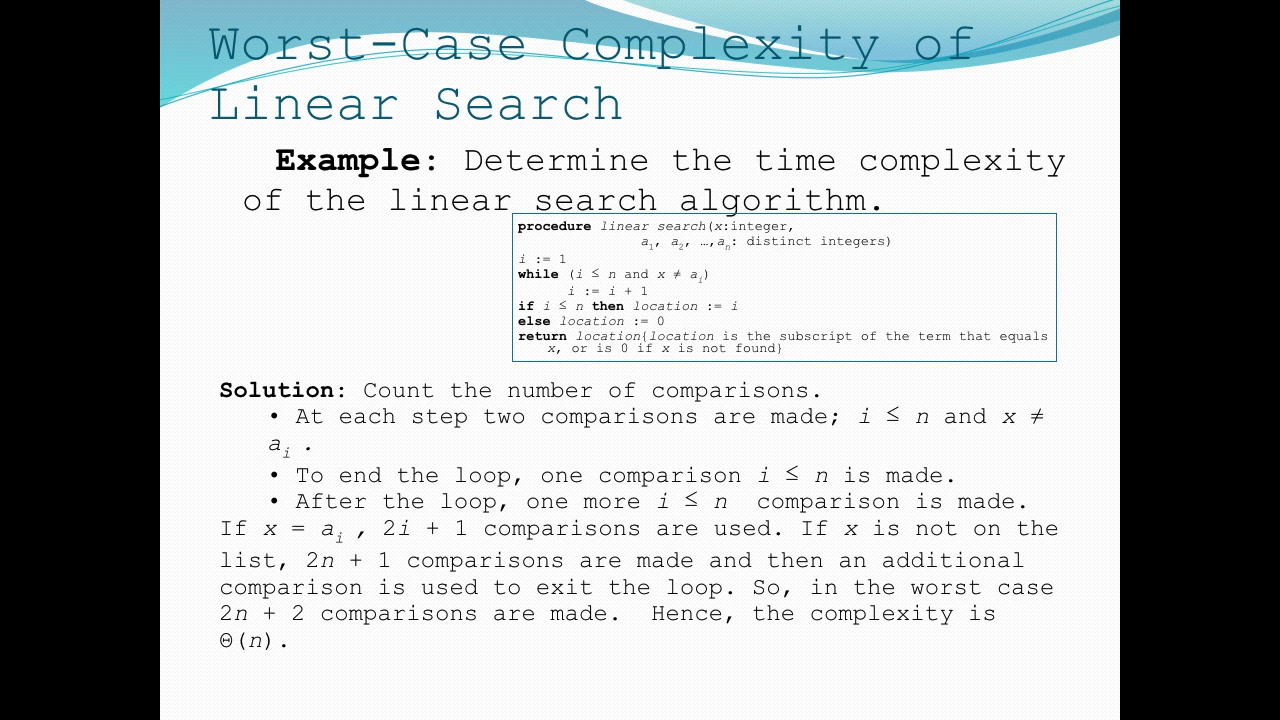 Worst-Case Complexity of
Linear Search
Example: Determine the time complexity
of the linear search algorithm.
procedure linear search(x:integer,
a1, a2, …,an: distinct integers)
i := 1
while (i ≤ n and x ≠ ai)
i := i + 1
if i ≤ n then location := i
else location := 0
return location{location is the subscript of the term that equals
x, or is 0 if x is not found}
Solution: Count the number of comparisons.
• At each step two comparisons are made; i ≤ n and x ≠
ai .
• To end the loop, one comparison i ≤ n is made.
• After the loop, one more i ≤ n comparison is made.
If x = ai , 2i + 1 comparisons are used. If x is not on the
list, 2n + 1 comparisons are made and then an additional
comparison is used to exit the loop. So, in the worst case
2n + 2 comparisons are made. Hence, the complexity is
Θ(n).